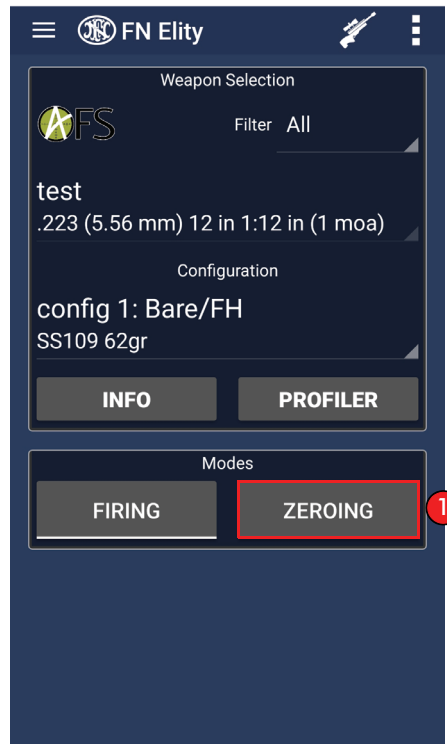 FN Elity
Weapon Selection
AFS
Filter All
test
.223 (5.56 mm) 12 in 1:12 in (1 moa)
Configuration
config 1: Bare/FH
SS109 62gr
INFO PROFILER
Modes
FIRING ZEROING
1